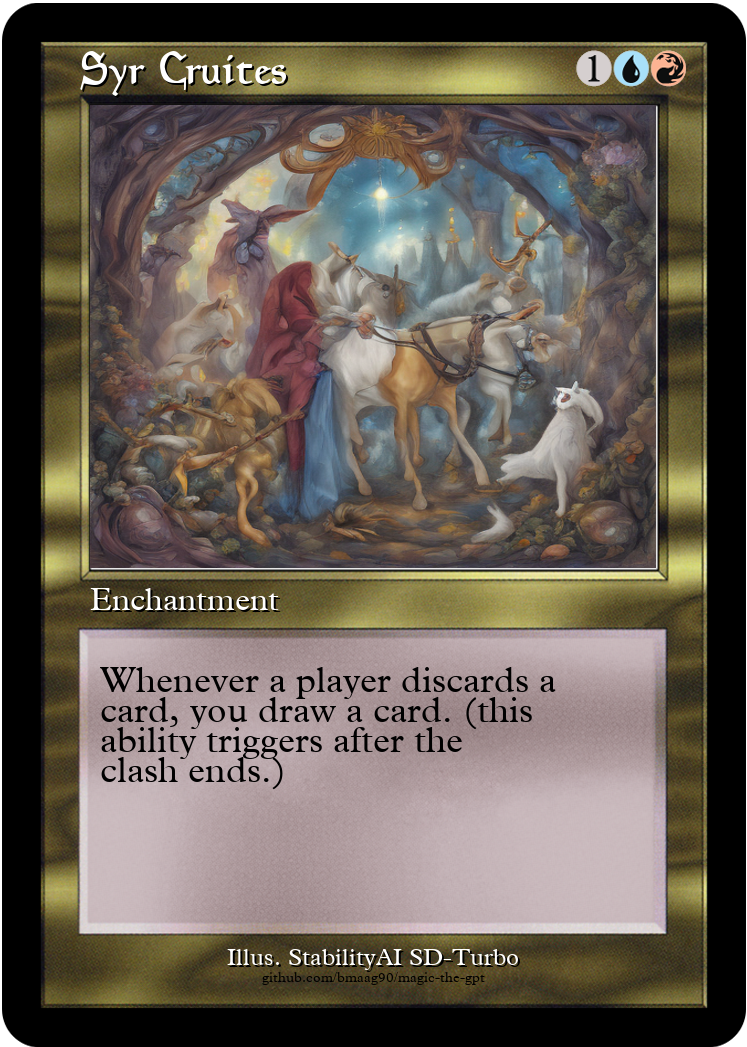 Syr Cruites 1
Enchantment
Whenever a player discards a
card, you draw a card. (this
ability triggers after the
clash ends.)
Illus. StabilityAI SD-Turbo
github.com/bmaag90/magic-the-gpt